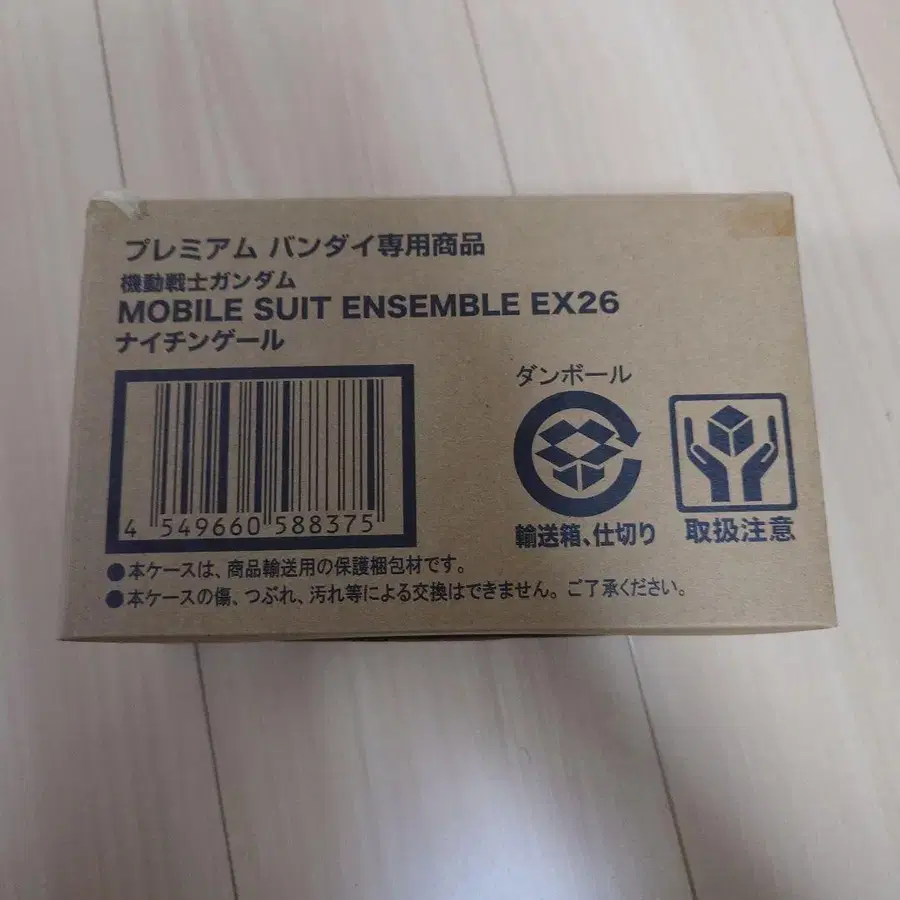 プレミアム バンダイ専用商品
機動戦士ガンダム
MOBILE SUIT ENSEMBLE EX26
ナイチンゲール
ダンボール
4 549660 588375
輸送箱、仕切り
取扱注意
●本ケースは、商品輸送用の保護梱包材です。
●本ケースの傷、つぶれ、汚れ等による交換はできません。ご了承ください。